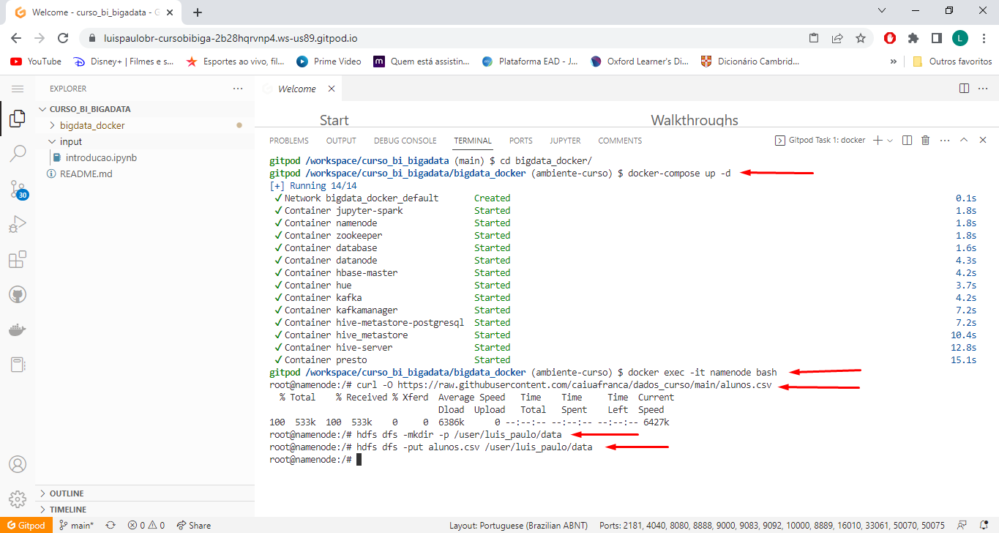 Welcome - curso_bi_bigadata - G
luispaulobr-cursobibiga-2b28hqrvnp4.ws-us89.gitpod.io
L
YouTube
Disney+ | Filmes e s...
Esportes ao vivo, fil...
Prime Video
m
Quem está assistin...
Plataforma EAD - J...
Oxford Learner's Di...
Dicionário Cambrid...
»
Outros favoritos
EXPLORER
Welcome
CURSO_BI_BIGADATA
bigdata_docker
input
introducao.ipynb
README.md
30
Start
Walkthroughs
PROBLEMS OUTPUT DEBUG CONSOLE TERMINAL PORTS JUPYTER COMMENTS
Gitpod Task 1: docker
gitpod /workspace/curso_bi_bigadata (main) $ cd bigdata_docker/
gitpod /workspace/curso_bi_bigadata/bigdata_docker (ambiente-curso) $ docker-compose up -d
[+] Running 14/14
✓ Network bigdata_docker_default Created 0.1s
✓ Container jupyter-spark Started 1.8s
✓ Container namenode Started 1.8s
✓ Container zookeeper Started 1.8s
✓ Container database Started 1.6s
✓ Container datanode Started 4.3s
✓ Container hbase-master Started 4.2s
✓ Container hue Started 3.7s
✓ Container kafka Started 4.2s
✓ Container kafkamanager Started 7.2s
✓ Container hive-metastore-postgresql Started 7.2s
✓ Container hive_metastore Started 10.4s
✓ Container hive-server Started 12.8s
✓ Container presto Started 15.1s
gitpod /workspace/curso_bi_bigadata/bigdata_docker (ambiente-curso) $ docker exec -it namenode bash
root@namenode:/# curl -O https://raw.githubusercontent.com/caiuafranca/dados_curso/main/alunos.csv
% Total % Received % Xferd Average Speed Time Time Time Current
Dload Upload Total Spent Left Speed
100 533k 100 533k 0 0 6386k 0 --:--:-- --:--:-- --:--:-- 6427k
root@namenode:/# hdfs dfs -mkdir -p /user/luis_paulo/data
root@namenode:/# hdfs dfs -put alunos.csv /user/luis_paulo/data
root@namenode:/#
OUTLINE
TIMELINE
Gitpod
main*
0 0
Share
Layout: Portuguese (Brazilian ABNT)
Ports: 2181, 4040, 8080, 8888, 9000, 9083, 9092, 10000, 8889, 16010, 33061, 50070, 50075